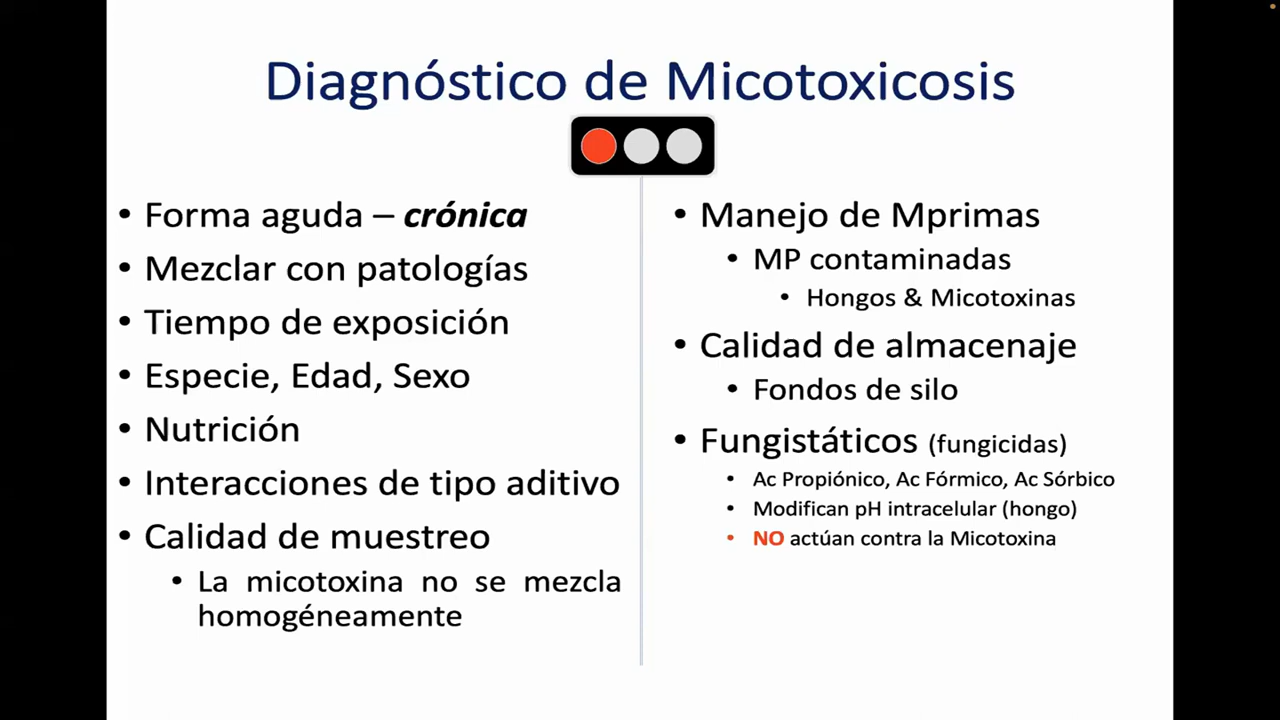 Diagnóstico de Micotoxicosis
• Forma aguda – crónica
• Mezclar con patologías
• Tiempo de exposición
• Especie, Edad, Sexo
• Nutrición
• Interacciones de tipo aditivo
• Calidad de muestreo
• La micotoxina no se mezcla
homogéneamente
• Manejo de Mprimas
• MP contaminadas
• Hongos & Micotoxinas
• Calidad de almacenaje
• Fondos de silo
• Fungistáticos (fungicidas)
• Ac Propiónico, Ac Fórmico, Ac Sórbico
• Modifican pH intracelular (hongo)
• NO actúan contra la Micotoxina